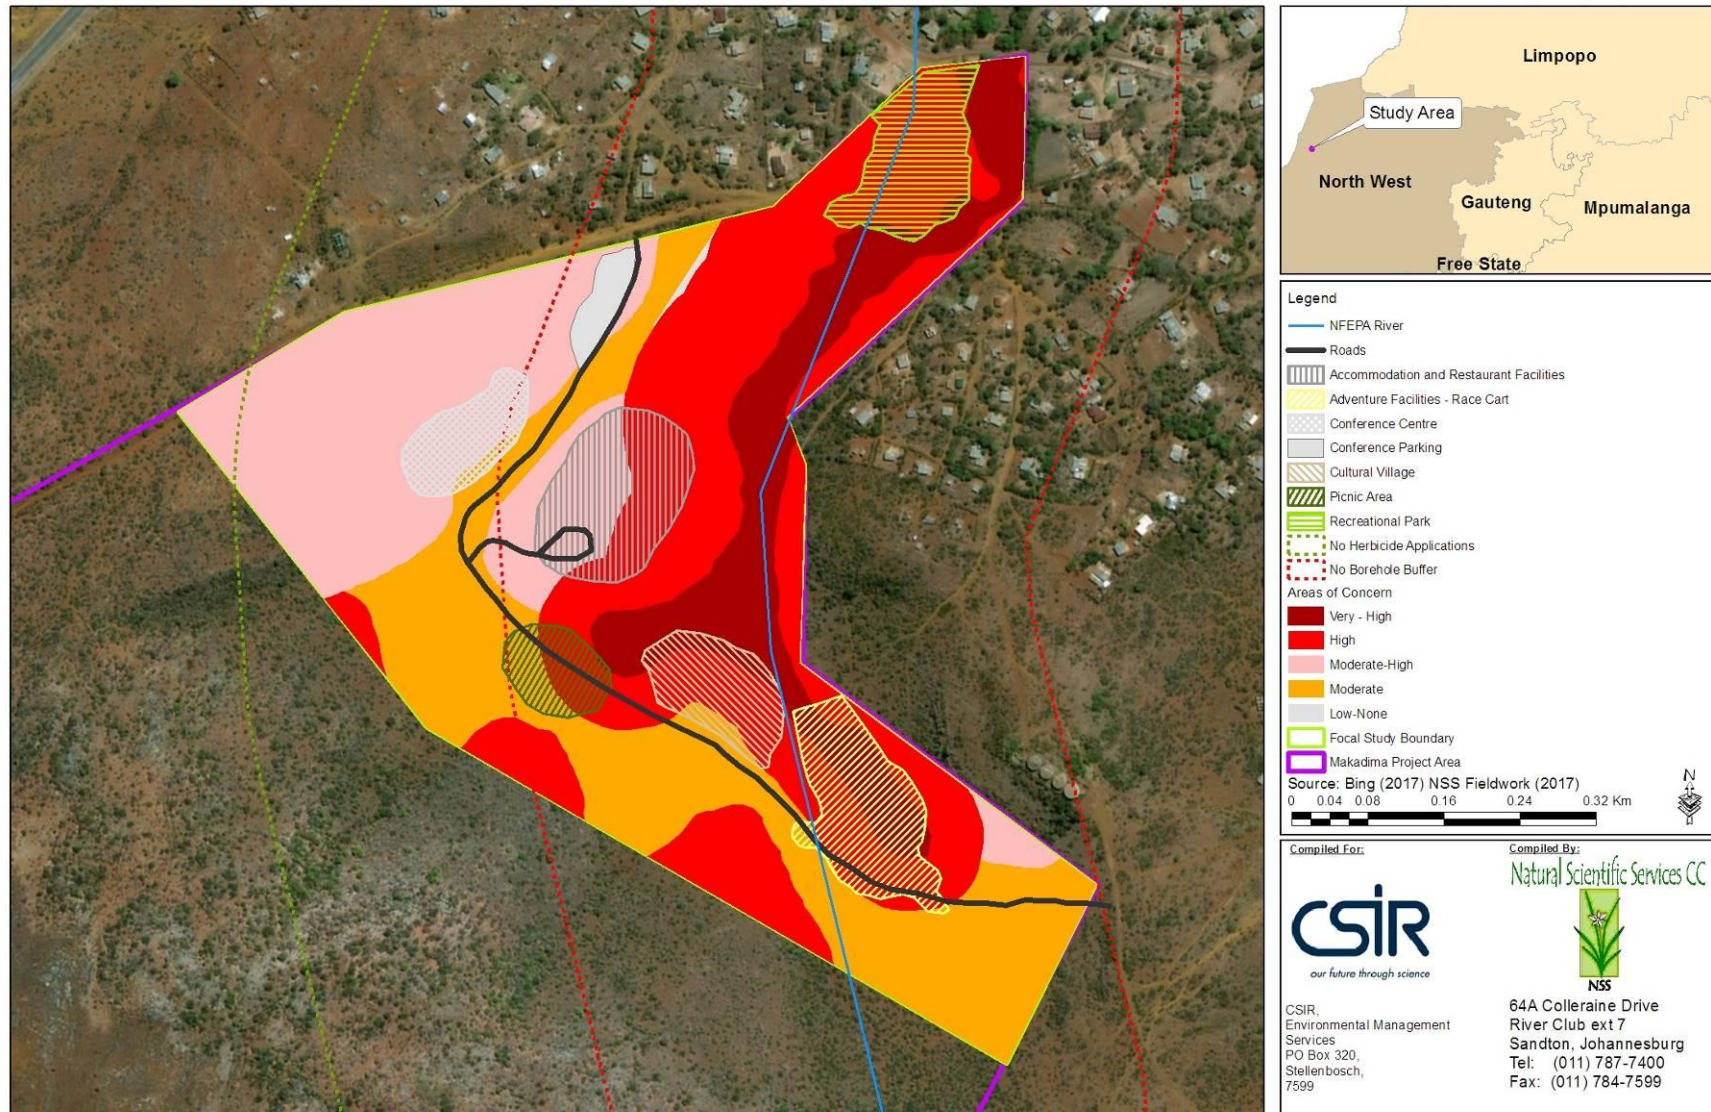 Limpopo
Study Area
North West
Gauteng
Mpumalanga
Free State
Legend
NFEPA River
Roads
Accommodation and Restaurant Facilities
Adventure Facilities - Race Cart
Conference Centre
Conference Parking
Cultural Village
Picnic Area
Recreational Park
No Herbicide Applications
No Borehole Buffer
Areas of Concern
Very - High
High
Moderate-High
Moderate
Low-None
Focal Study Boundary
Makadima Project Area
Source: Bing (2017) NSS Fieldwork (2017)
N
0 0.04 0.08 0.16 0.24 0.32 Km
Compiled For:
CSIR
our future through science
CSIR,
Environmental Management
Services
PO Box 320,
Stellenbosch,
7599
Compiled By:
Natural Scientific Services CC
NSS
64A Colleraine Drive
River Club ext 7
Sandton, Johannesburg
Tel: (011) 787-7400
Fax: (011) 784-7599